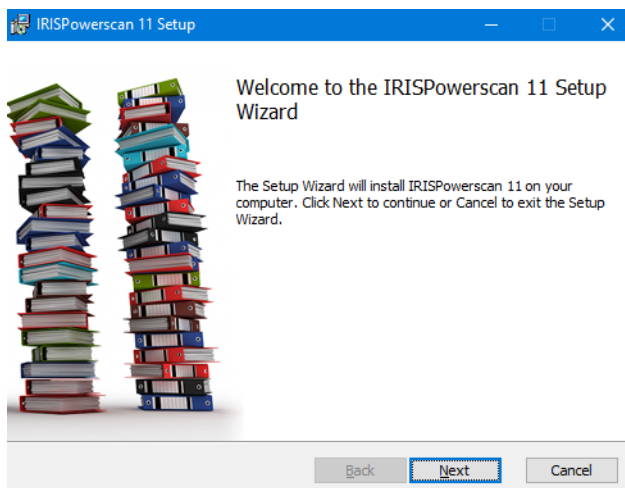 IRISPowerscan 11 Setup
Welcome to the IRISPowerscan 11 Setup
Wizard
The Setup Wizard will install IRISPowerscan 11 on your
computer. Click Next to continue or Cancel to exit the Setup
Wizard.
Back Next Cancel